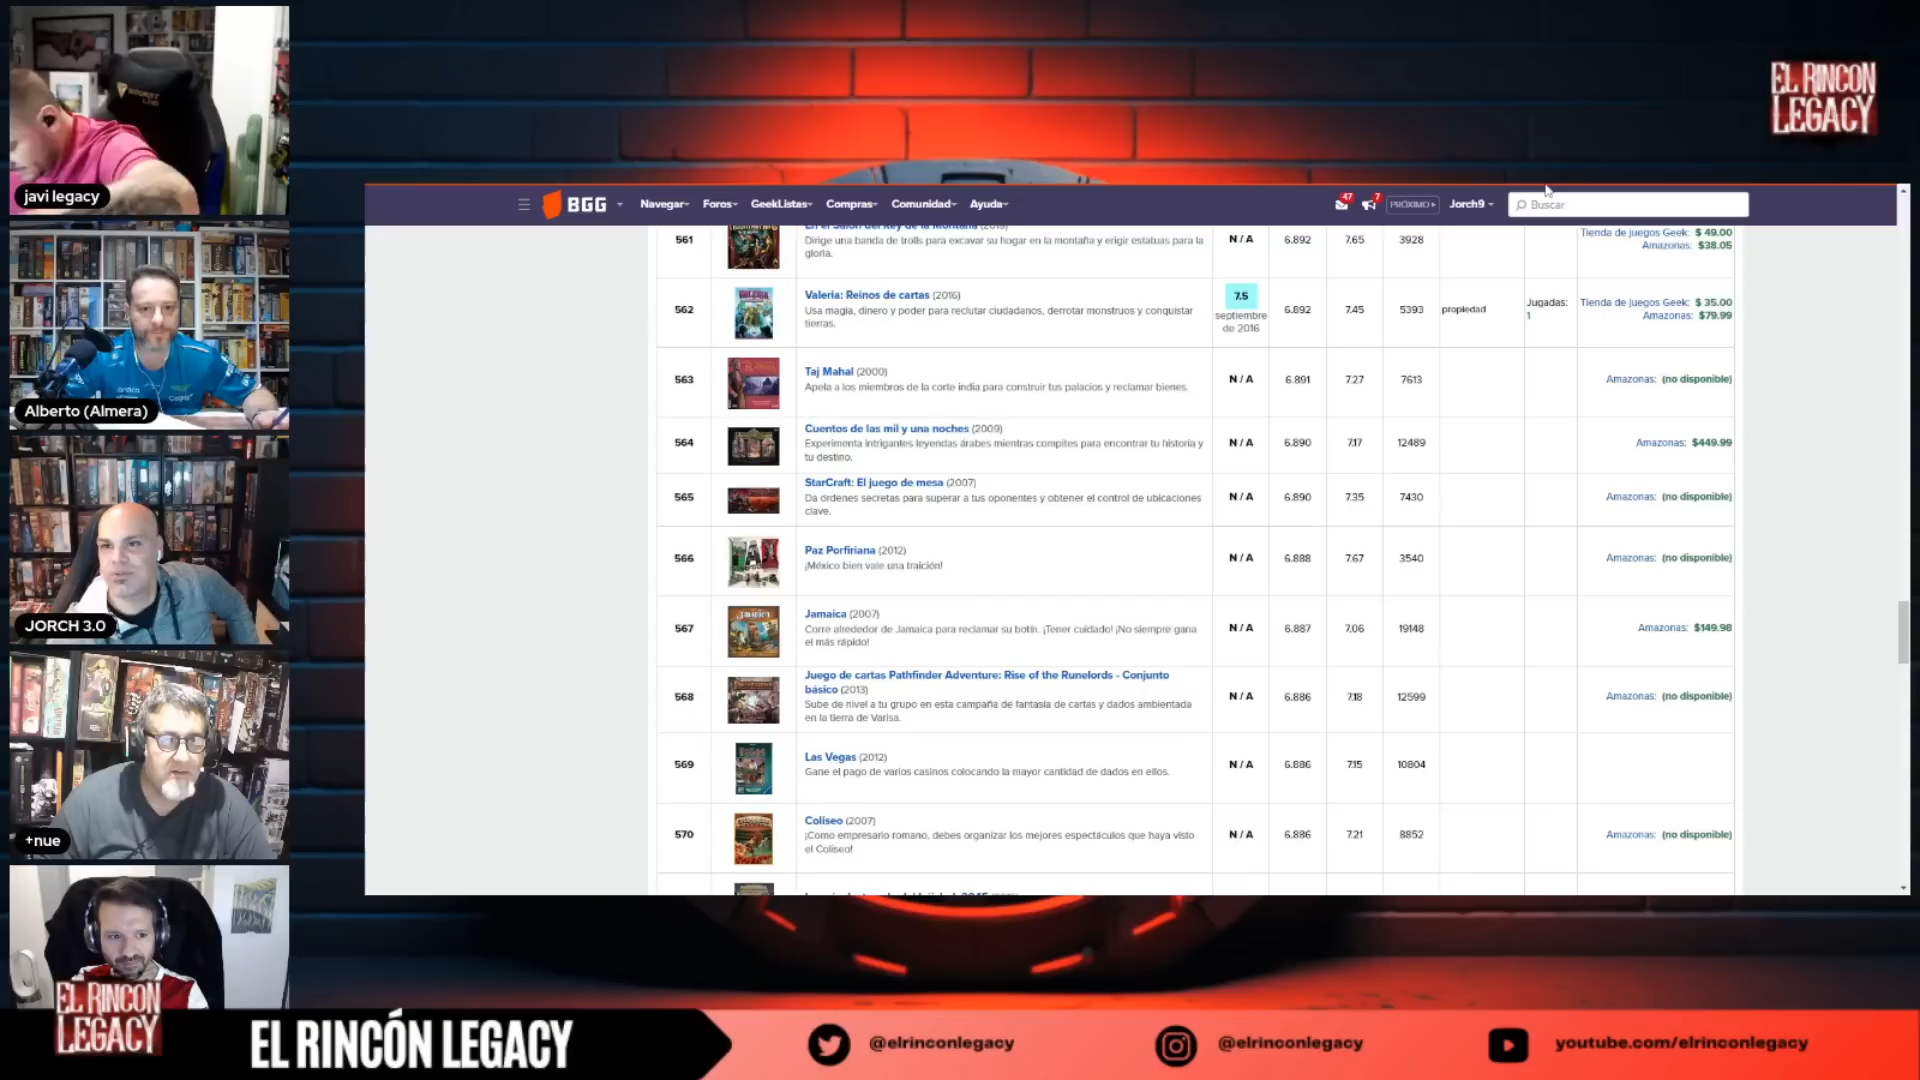 EL RINCON
LEGACY
javi legacy
Alberto (Almera)
JORCH 3.0
+nue
BGG
Navegar
Foros
GeekListas
Compras
Comunidad
Ayuda
47
7
PRÓXIMO
Jorch9
Buscar
561
En el Salón del Rey de la Montaña
Dirige una banda de trolls para excavar su hogar en la montaña y erigir estatuas para la
gloria.
N / A
6.892
7.65
3928
Tienda de juegos Geek: $ 49.00
Amazonas: $38.05
562
Valeria: Reinos de cartas (2016)
Usa magia, dinero y poder para reclutar ciudadanos, derrotar monstruos y conquistar
tierras.
7.5
septiembre
de 2016
6.892
7.45
5393
propiedad
Jugadas:
1
Tienda de juegos Geek: $ 35.00
Amazonas: $79.99
563
Taj Mahal (2000)
Apela a los miembros de la corte india para construir tus palacios y reclamar bienes.
N / A
6.891
7.27
7613
Amazonas: (no disponible)
564
Cuentos de las mil y una noches (2009)
Experimenta intrigantes leyendas árabes mientras compites para encontrar tu historia y
tu destino.
N / A
6.890
7.17
12489
Amazonas: $449.99
565
StarCraft: El juego de mesa (2007)
Da órdenes secretas para superar a tus oponentes y obtener el control de ubicaciones
clave.
N / A
6.890
7.35
7430
Amazonas: (no disponible)
566
Paz Porfiriana (2012)
¡México bien vale una traición!
N / A
6.888
7.67
3540
Amazonas: (no disponible)
567
Jamaica (2007)
Corre alrededor de Jamaica para reclamar su botín. ¡Tener cuidado! ¡No siempre gana
el más rápido!
N / A
6.887
7.06
19148
Amazonas: $149.98
568
Juego de cartas Pathfinder Adventure: Rise of the Runelords - Conjunto
básico (2013)
Sube de nivel a tu grupo en esta campaña de fantasía de cartas y dados ambientada
en la tierra de Varisa.
N / A
6.886
7.18
12599
Amazonas: (no disponible)
569
Las Vegas (2012)
Gane el pago de varios casinos colocando la mayor cantidad de dados en ellos.
N / A
6.886
7.15
10804
570
Coliseo (2007)
¡Como empresario romano, debes organizar los mejores espectáculos que haya visto
el Coliseo!
N / A
6.886
7.21
8852
Amazonas: (no disponible)
EL RINCON
LEGACY
EL RINCÓN LEGACY
@elrinconlegacy
@elrinconlegacy
youtube.com/elrinconlegacy